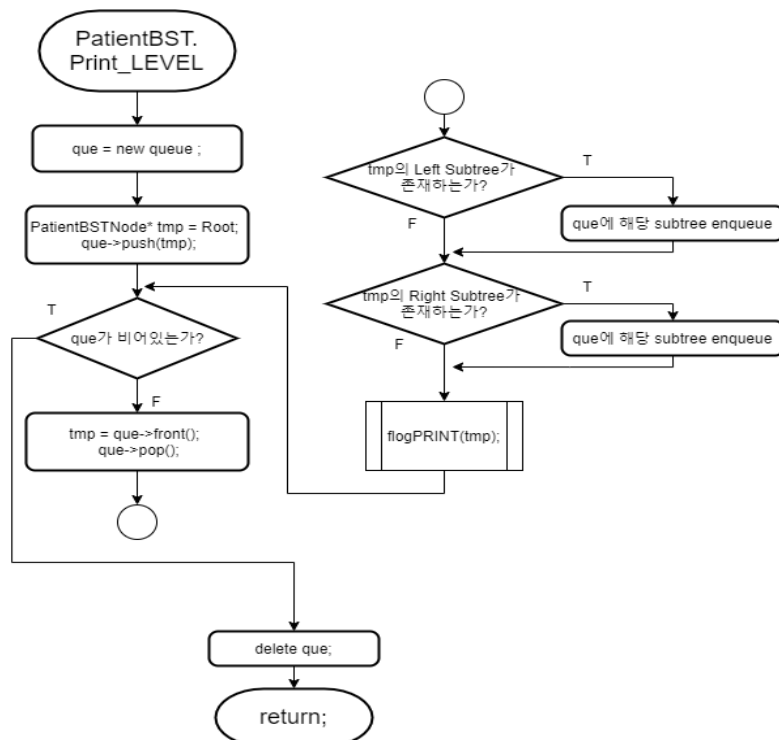 PatientBST.
Print_LEVEL
que = new queue ;
PatientBSTNode* tmp = Root;
que->push(tmp);
T
que가 비어있는가?
F
tmp = que->front();
que->pop();
tmp의 Left Subtree가
존재하는가?
T
F
que에 해당 subtree enqueue
tmp의 Right Subtree가
존재하는가?
T
F
que에 해당 subtree enqueue
flogPRINT(tmp);
delete que;
return;